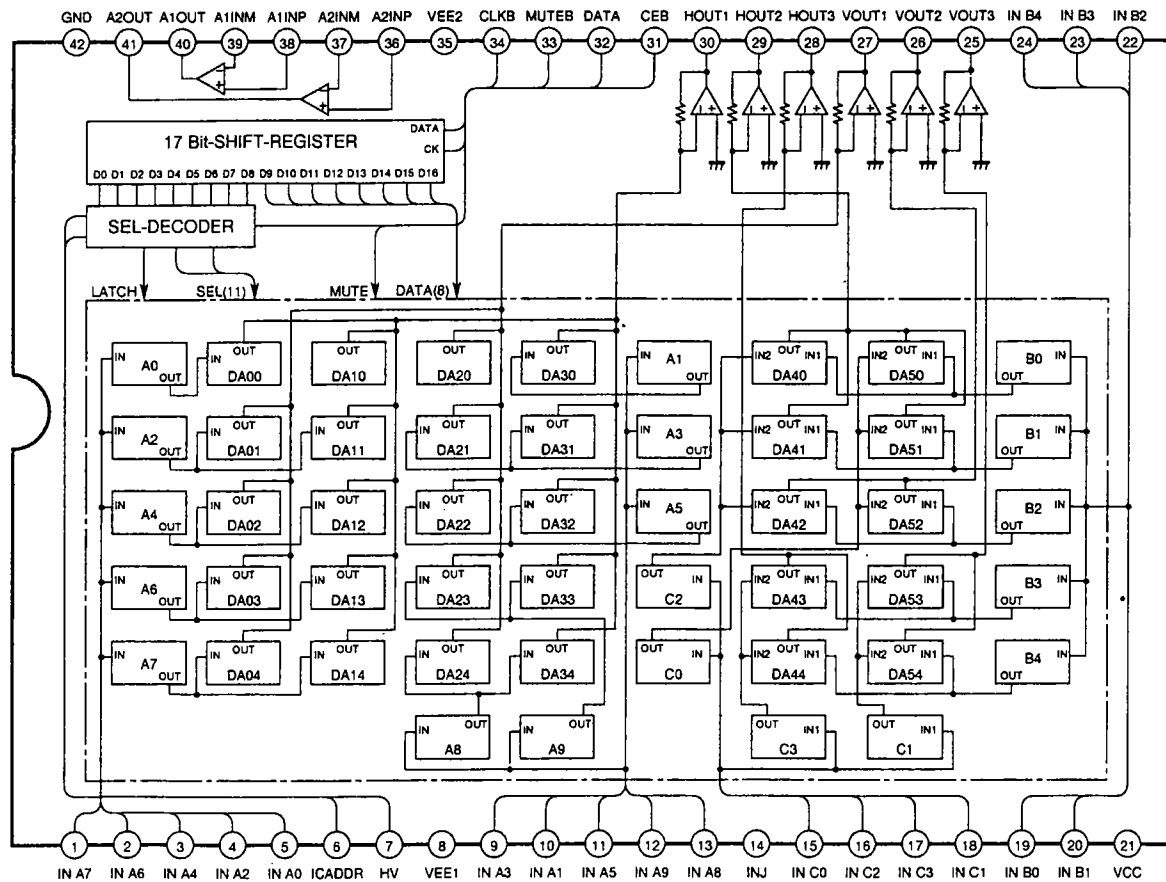 GND A2OUT A1OUT A1INM A1INP A2INM A2INP VEE2 CLKB MUTEB DATA CEB HOUT1 HOUT2 HOUT3 VOUT1 VOUT2 VOUT3 IN B4 IN B3 IN B2
42 41 40 39 38 37 36 35 34 33 32 31 30 29 28 27 26 25 24 23 22
- + - + - + - + - + - + - + - +
DATA
17 Bit-SHIFT-REGISTER
CK
D0 D1 D2 D3 D4 D5 D6 D7 D8 D9 D10 D11 D12 D13 D14 D15 D16
SEL-DECODER
LATCH SEL(11) MUTE DATA(8)
IN A0 OUT IN OUT DA00 OUT DA10 OUT DA20 IN OUT DA30 IN A1 OUT IN2 OUT IN1 DA40 IN2 OUT IN1 DA50 B0 IN OUT
IN A2 OUT IN OUT DA01 IN OUT DA11 IN OUT DA21 IN OUT DA31 IN A3 OUT IN2 OUT IN1 DA41 IN2 OUT IN1 DA51 B1 IN OUT
IN A4 OUT IN OUT DA02 IN OUT DA12 IN OUT DA22 IN OUT DA32 IN A5 OUT IN2 OUT IN1 DA42 IN2 OUT IN1 DA52 B2 IN OUT
IN A6 OUT IN OUT DA03 IN OUT DA13 IN OUT DA23 IN OUT DA33 OUT IN C2 IN2 OUT IN1 DA43 IN2 OUT IN1 DA53 B3 IN OUT
IN A7 OUT IN OUT DA04 IN OUT DA14 IN OUT DA24 IN OUT DA34 OUT IN C0 IN2 OUT IN1 DA44 IN2 OUT IN1 DA54 B4 IN OUT
IN OUT A8 IN OUT A9 OUT IN1 C3 OUT IN1 C1
1 2 3 4 5 6 7 8 9 10 11 12 13 14 15 16 17 18 19 20 21
IN A7 IN A6 IN A4 IN A2 IN A0 ICADDR HV VEE1 IN A3 IN A1 IN A5 IN A9 IN A8 INJ IN C0 IN C2 IN C3 IN C1 IN B0 IN B1 VCC